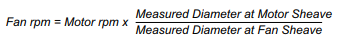 Fan rpm = Motor rpm x Measured Diameter at Motor Sheave
Measured Diameter at Fan Sheave